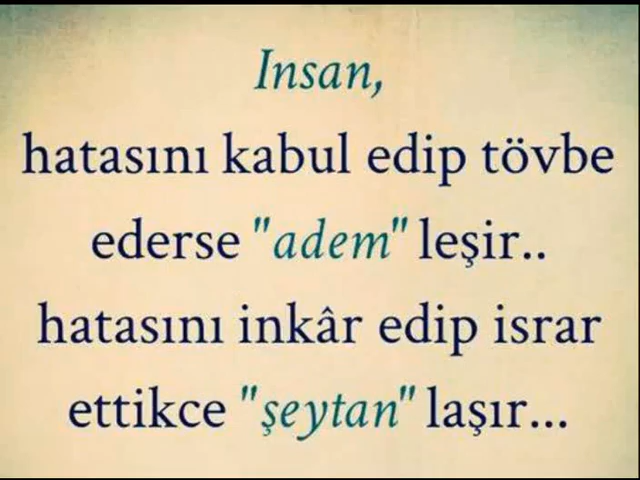 Insan,
hatasını kabul edip tövbe
ederse "adem" leşir..
hatasını inkâr edip israr
ettikce "şeytan" laşır...